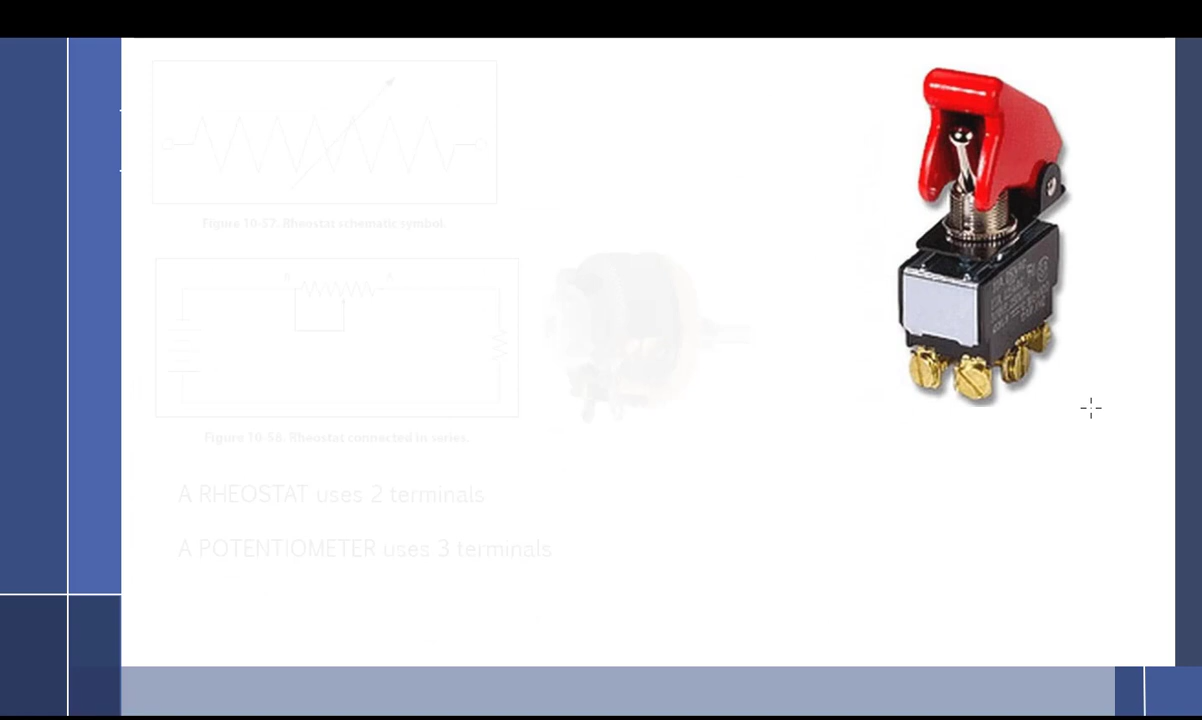 Figure 10-57. Rheostat schematic symbol.
Figure 10-58. Rheostat connected in series.
A RHEOSTAT uses 2 terminals
A POTENTIOMETER uses 3 terminals